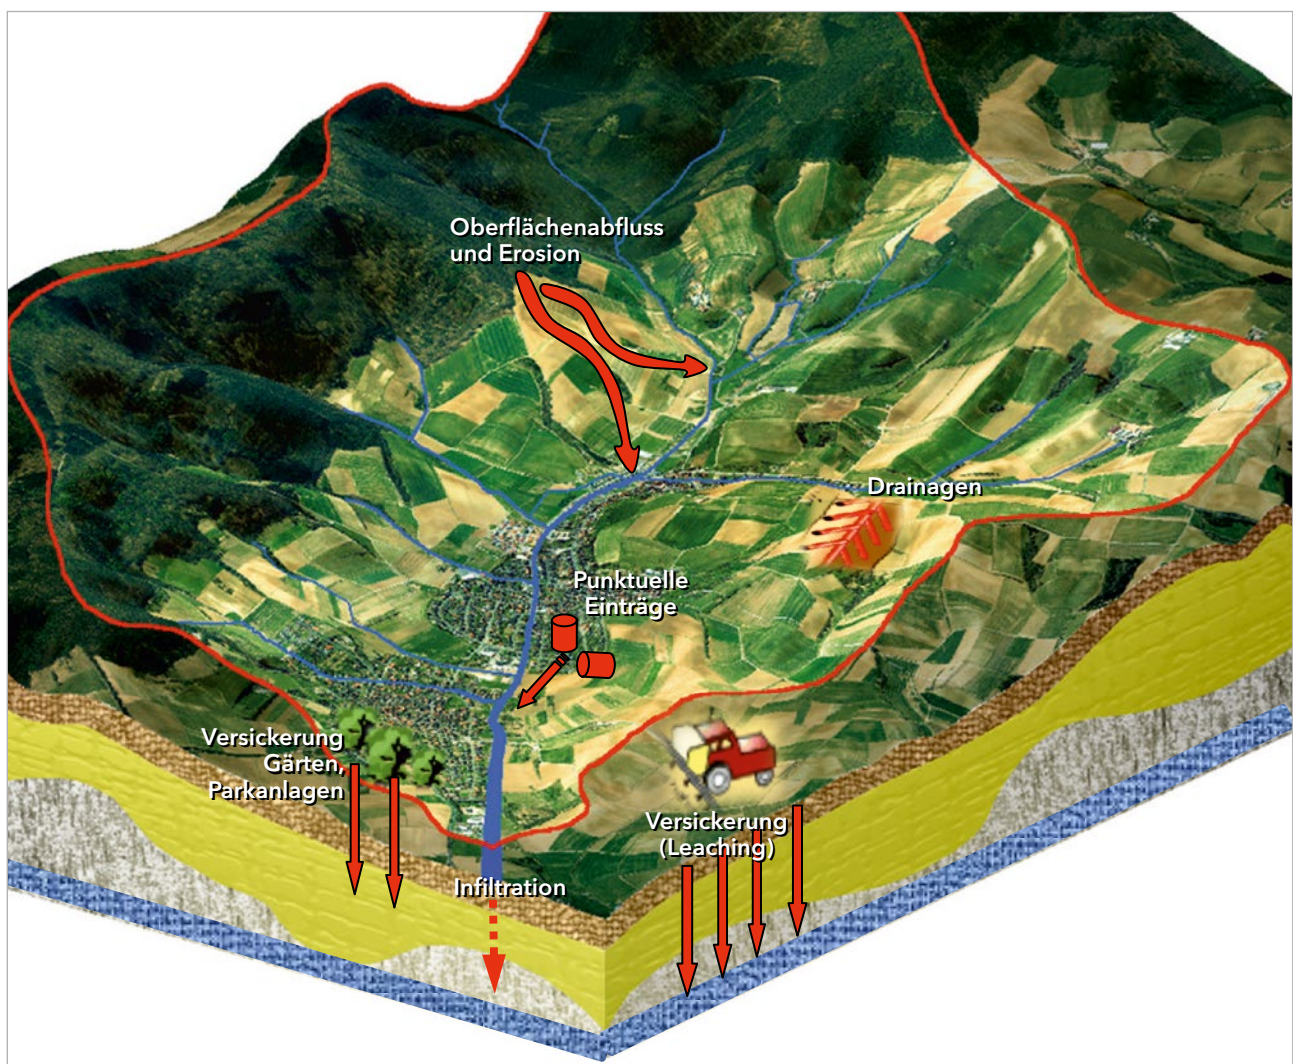 Oberflächenabfluss
und Erosion
Drainagen
Punktuelle
Einträge
Versickerung
Gärten,
Parkanlagen
Versickerung
(Leaching)
Infiltration